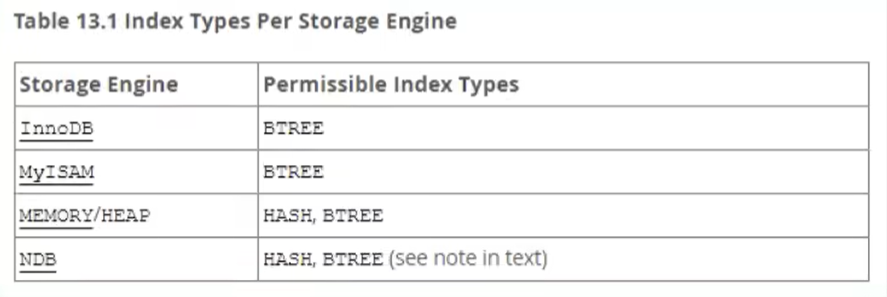 Table 13.1 Index Types Per Storage Engine
Storage Engine Permissible Index Types
InnoDB BTREE
MyISAM BTREE
MEMORY/HEAP HASH, BTREE
NDB HASH, BTREE (see note in text)